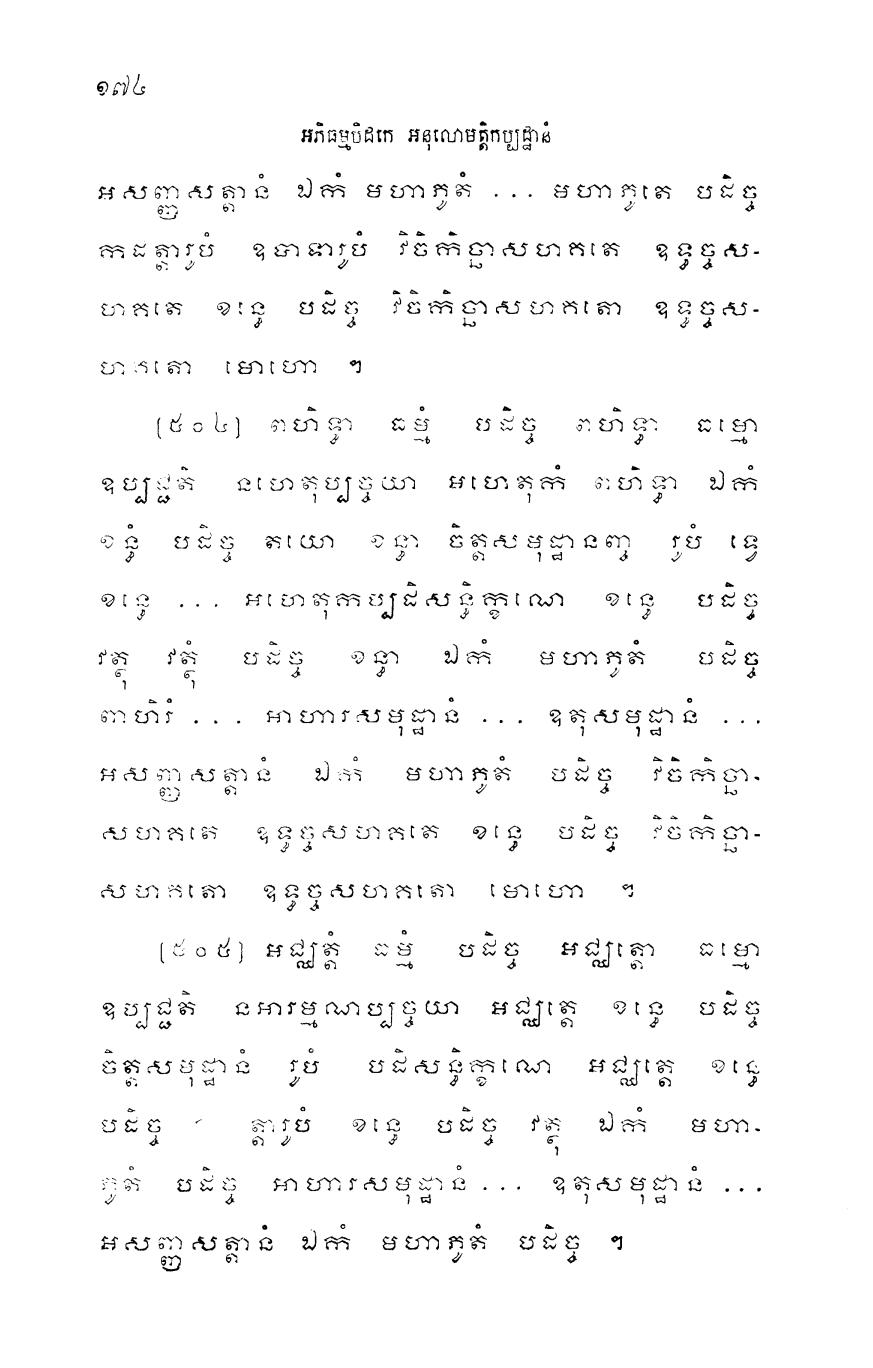 ១៧៤
អភិធម្មបិដកេ អនុលោមត្តិកប្បដ្ឋានំ
អសញ្ញសត្តានំ ឯកំ មហាភូតំ ... មហាភូតេ បដិច្ច
កដត្តារូបំ ឧបាទារូបំ វិចិកិច្ឆាសហគតេ ឧទ្ធច្ចស-
ហគតេ ខន្ធេ បដិច្ច វិចិកិច្ឆាសហគតោ ឧទ្ធច្ចស-
ហគតោ មោហោ ។
[៥០៤] ពហិទ្ធា ធម្មំ បដិច្ច ពហិទ្ធា ធម្មោ
ឧប្បជ្ជតិ នហេតុប្បច្ចយា អហេតុកំ ពហិទ្ធា ឯកំ
ខន្ធំ បដិច្ច តយោ ខន្ធា ចិត្តសមុដ្ឋានញ្ច រូបំ ទ្វេ
ខន្ធេ ... អហេតុកប្បដិសន្ធិក្ខណេ ខន្ធេ បដិច្ច
វត្ថុ វត្ថុំ បដិច្ច ខន្ធា ឯកំ មហាភូតំ បដិច្ច
ពាហិរំ ... អាហារសមុដ្ឋានំ ... ឧតុសមុដ្ឋានំ ...
អសញ្ញសត្តានំ ឯកំ មហាភូតំ បដិច្ច វិចិកិច្ឆា-
សហគតេ ឧទ្ធច្ចសហគតេ ខន្ធេ បដិច្ច វិចិកិច្ឆា-
សហគតោ ឧទ្ធច្ចសហគតោ មោហោ ។
[៥០៥] អជ្ឈត្តំ ធម្មំ បដិច្ច អជ្ឈត្តោ ធម្មោ
ឧប្បជ្ជតិ នអារម្មណប្បច្ចយា អជ្ឈត្តេ ខន្ធេ បដិច្ច
ចិត្តសមុដ្ឋានំ រូបំ បដិសន្ធិក្ខណេ អជ្ឈត្តេ ខន្ធេ
បដិច្ច ត្តារូបំ ខន្ធេ បដិច្ច វត្ថុ ឯកំ មហា-
ភូតំ បដិច្ច អាហារសមុដ្ឋានំ ... ឧតុសមុដ្ឋានំ ...
អសញ្ញសត្តានំ ឯកំ មហាភូតំ បដិច្ច ។